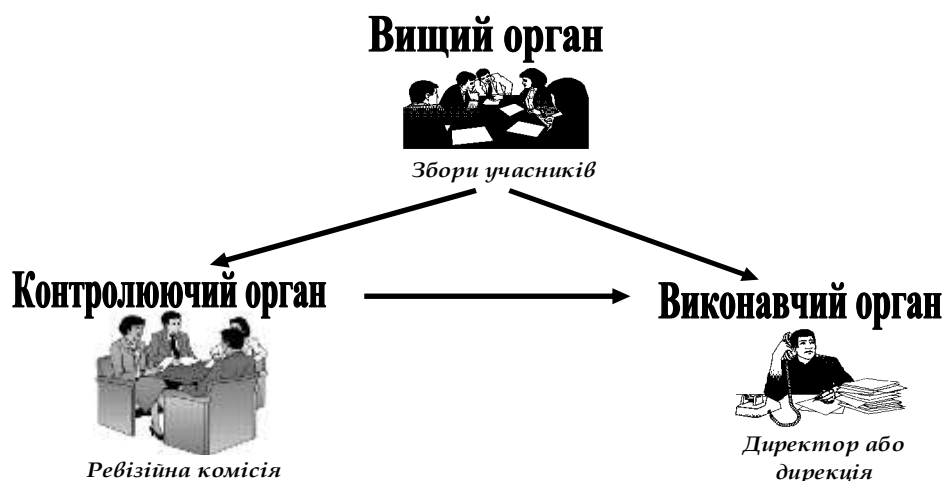 Вищий орган
Збори учасників
Контролюючий орган
Виконавчий орган
Ревізійна комісія
Директор або
дирекція